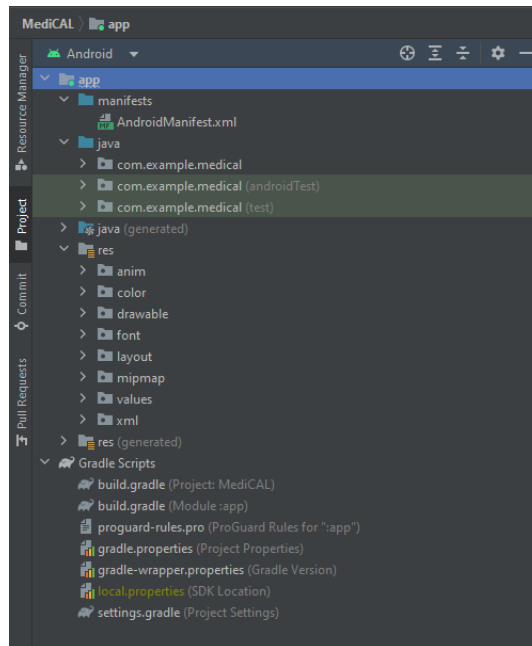 MediCAL
app
Android
app
manifests
AndroidManifest.xml
java
com.example.medical
com.example.medical (androidTest)
com.example.medical (test)
java (generated)
res
anim
color
drawable
font
layout
mipmap
values
xml
res (generated)
Gradle Scripts
build.gradle (Project: MediCAL)
build.gradle (Module :app)
proguard-rules.pro (ProGuard Rules for ":app")
gradle.properties (Project Properties)
gradle-wrapper.properties (Gradle Version)
local.properties (SDK Location)
settings.gradle (Project Settings)
Resource Manager
Project
Commit
Pull Requests